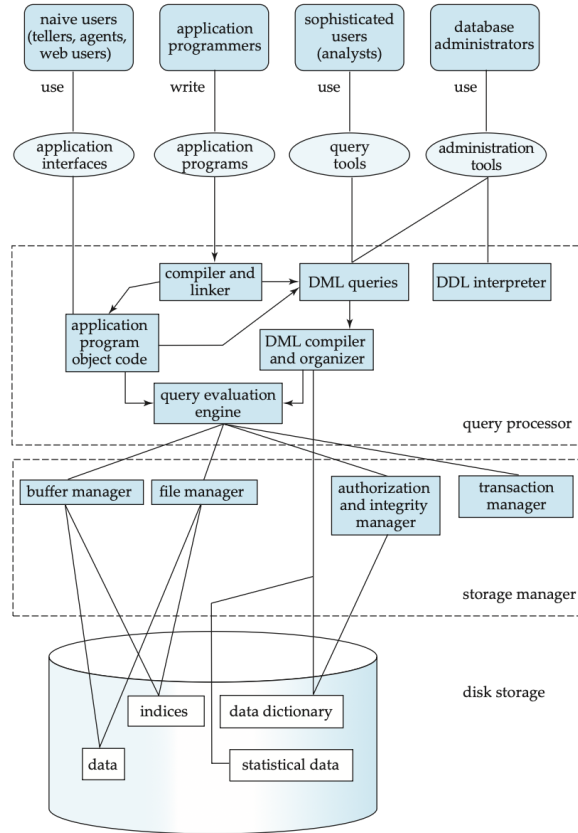 naive users
(tellers, agents,
web users)
application
programmers
sophisticated
users
(analysts)
database
administrators
use
write
use
use
application
interfaces
application
programs
query
tools
administration
tools
compiler and
linker
DML queries
DDL interpreter
application
program
object code
DML compiler
and organizer
query evaluation
engine
query processor
buffer manager
file manager
authorization
and integrity
manager
transaction
manager
storage manager
disk storage
indices
data dictionary
data
statistical data